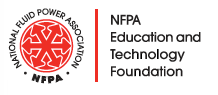 NATIONAL FLUID POWER ASSOCIATION
• NFPA •
NFPA
Education and
Technology
Foundation